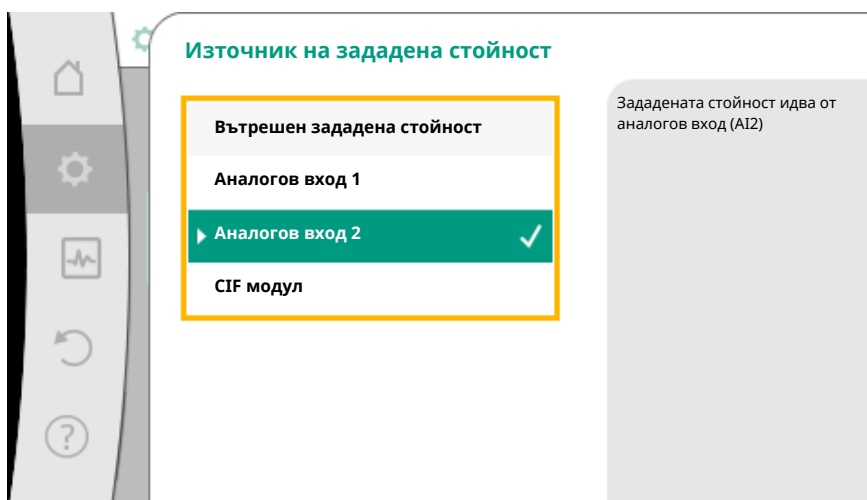 Източник на зададена стойност
Вътрешен зададена стойност
Аналогов вход 1
Аналогов вход 2
CIF модул
Зададената стойност идва от
аналогов вход (AI2)
?